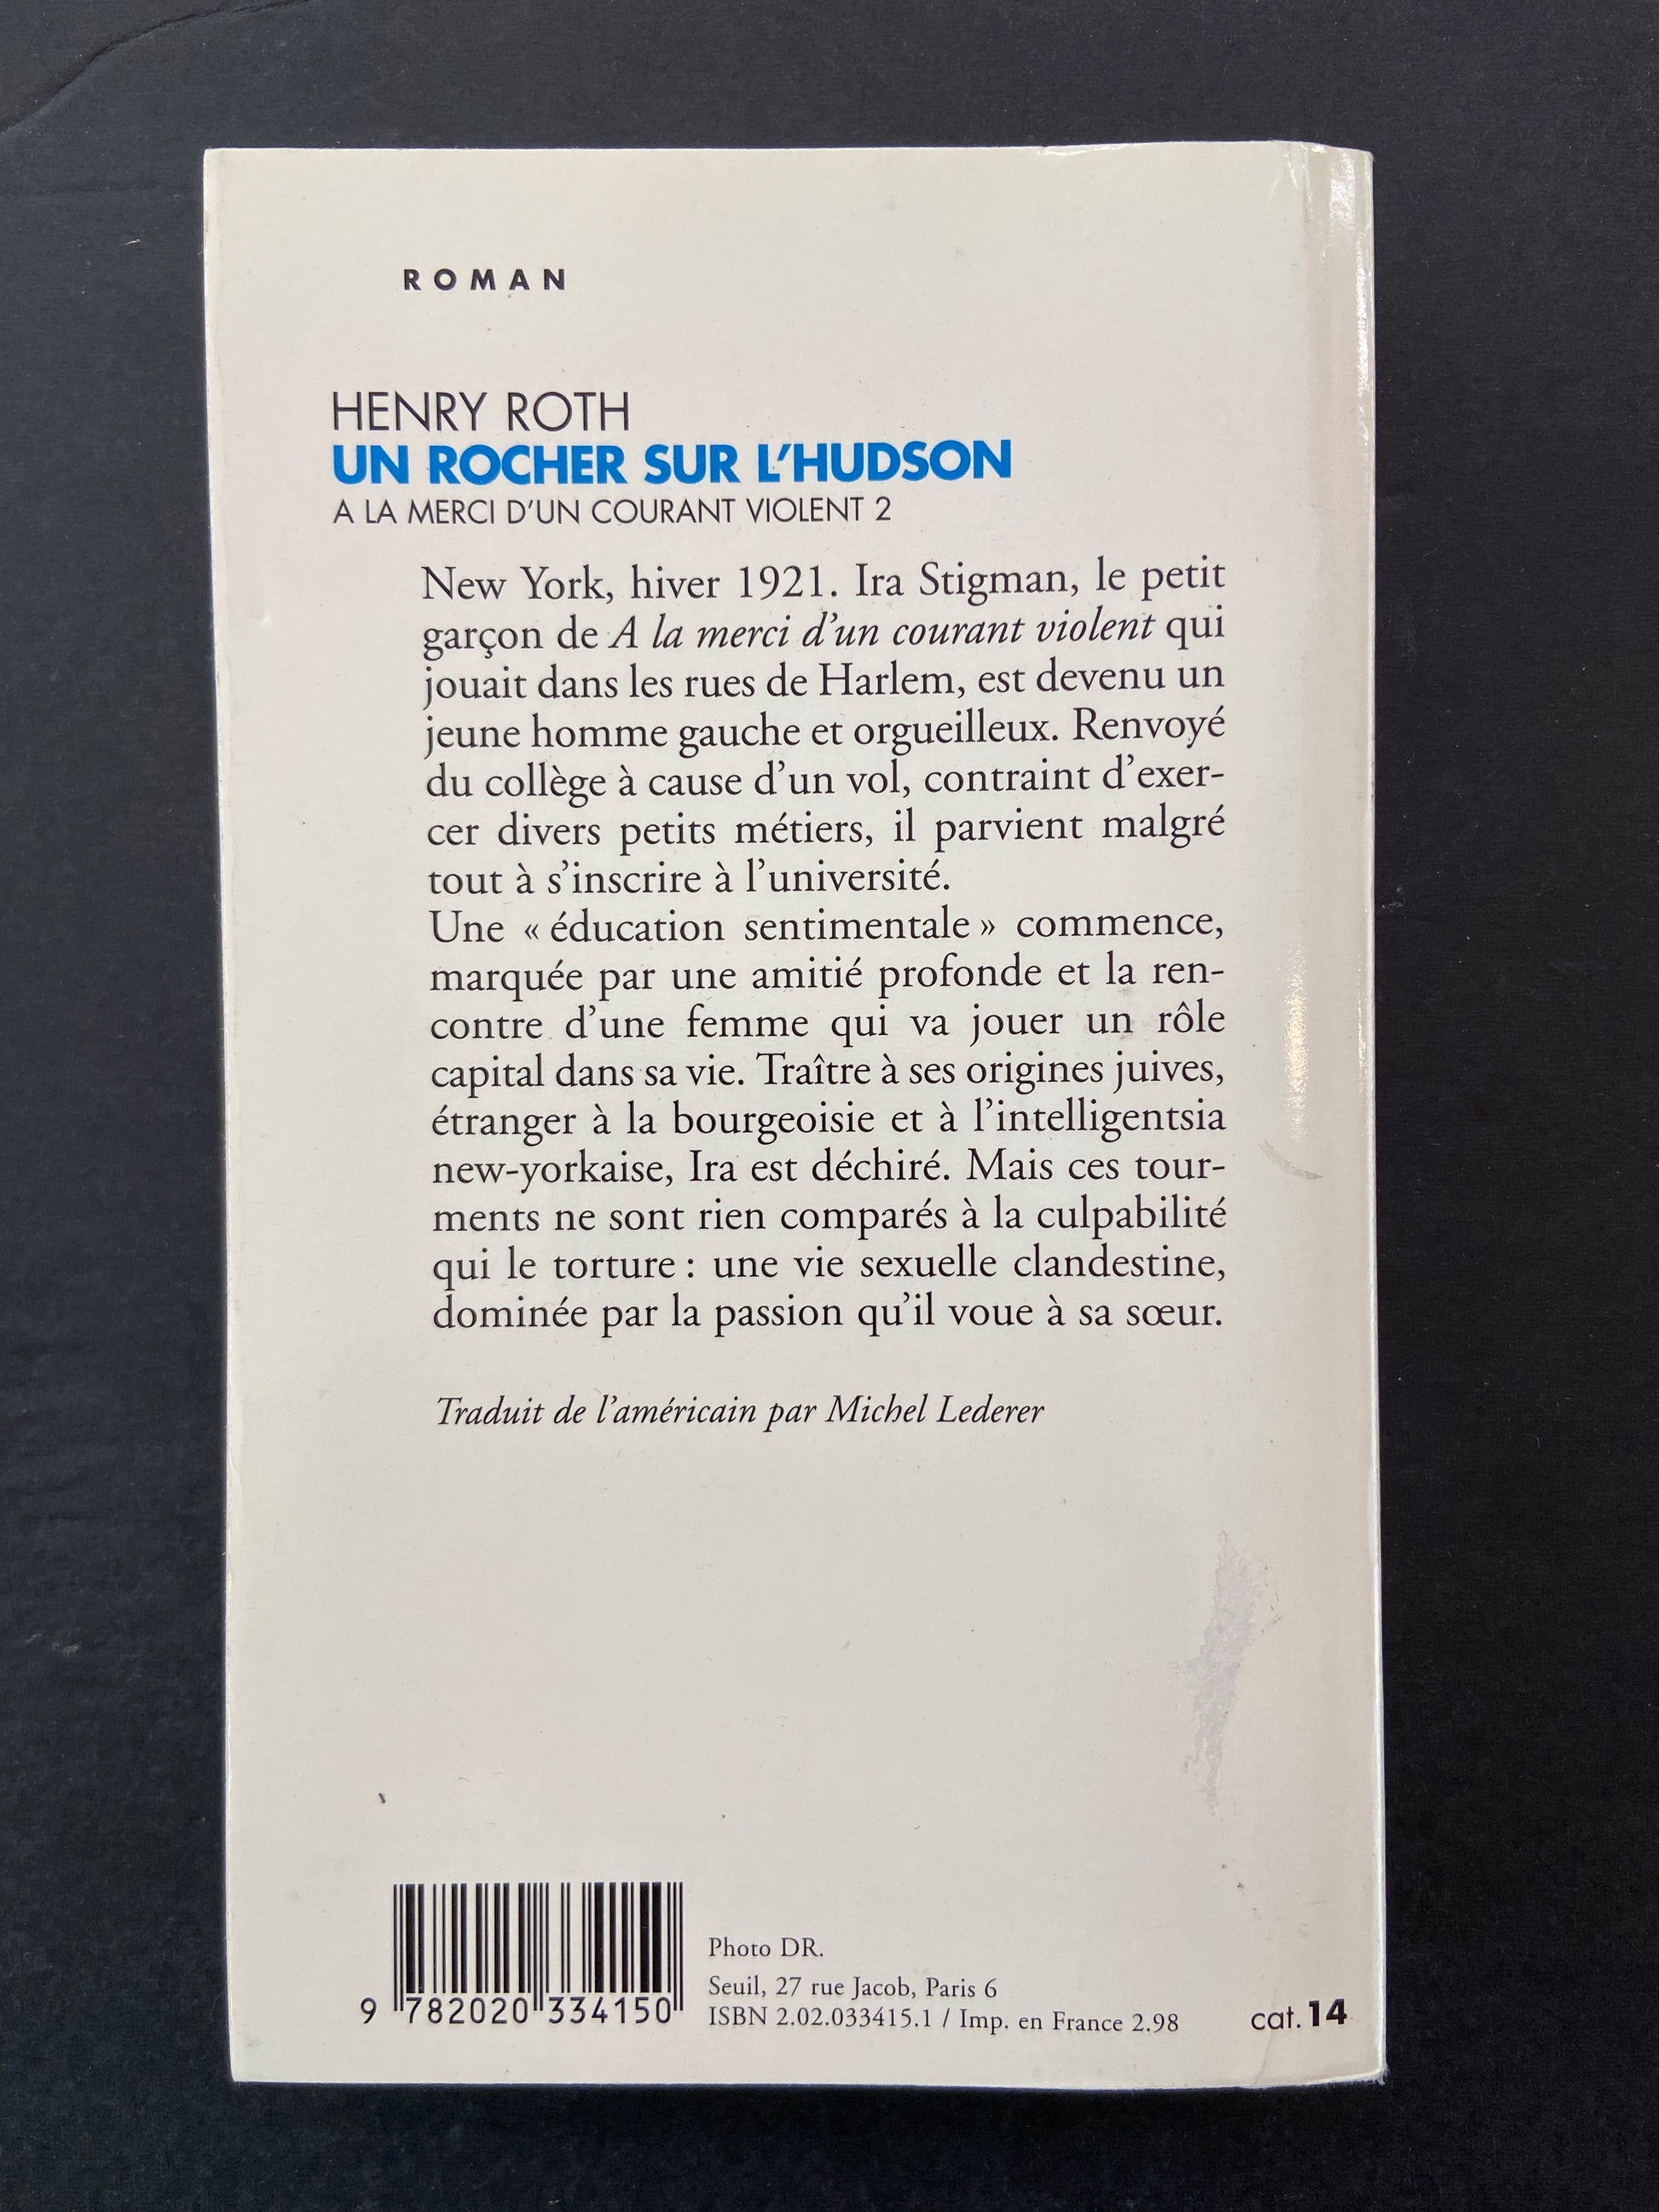 ROMAN
HENRY ROTH
UN ROCHER SUR L'HUDSON
A LA MERCI D'UN COURANT VIOLENT 2
New York, hiver 1921. Ira Stigman, le petit
garçon de A la merci d'un courant violent qui
jouait dans les rues de Harlem, est devenu un
jeune homme gauche et orgueilleux. Renvoyé
du collège à cause d'un vol, contraint d'exer-
cer divers petits métiers, il parvient malgré
tout à s'inscrire à l'université.
Une « éducation sentimentale » commence,
marquée par une amitié profonde et la ren-
contre d'une femme qui va jouer un rôle
capital dans sa vie. Traître à ses origines juives,
étranger à la bourgeoisie et à l'intelligentsia
new-yorkaise, Ira est déchiré. Mais ces tour-
ments ne sont rien comparés à la culpabilité
qui le torture : une vie sexuelle clandestine,
dominée par la passion qu'il voue à sa sœur.
Traduit de l'américain par Michel Lederer
9 782020 334150
Photo DR.
Seuil, 27 rue Jacob, Paris 6
ISBN 2.02.033415.1 / Imp. en France 2.98
cat.14